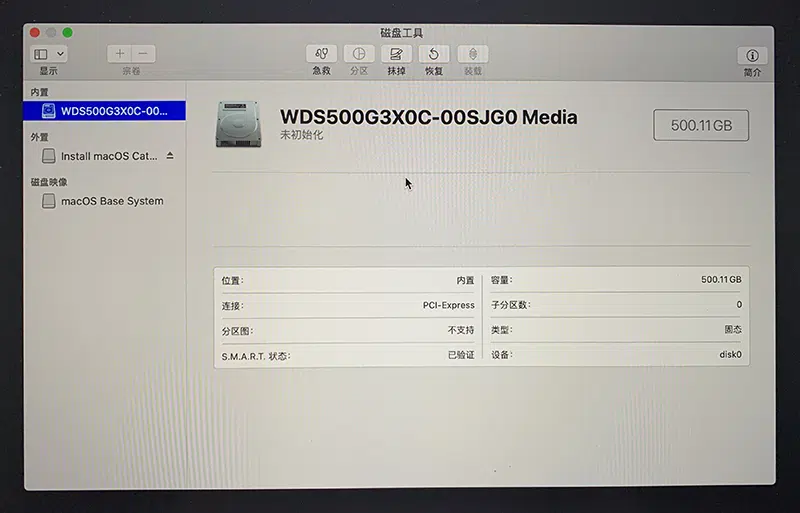 磁盘工具
显示
宗卷
急救
分区
抹掉
恢复
装载
简介
内置
WDS500G3X0C-00...
外置
Install macOS Cat...
磁盘映像
macOS Base System
WDS500G3X0C-00SJG0 Media
未初始化
500.11GB
位置: 内置
容量: 500.11GB
连接: PCI-Express
子分区数: 0
分区图: 不支持
类型: 固态
S.M.A.R.T. 状态: 已验证
设备: disk0